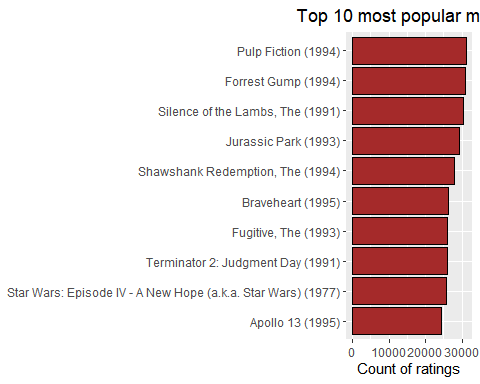 Top 10 most popular m
Pulp Fiction (1994)
Forrest Gump (1994)
Silence of the Lambs, The (1991)
Jurassic Park (1993)
Shawshank Redemption, The (1994)
Braveheart (1995)
Fugitive, The (1993)
Terminator 2: Judgment Day (1991)
Star Wars: Episode IV - A New Hope (a.k.a. Star Wars) (1977)
Apollo 13 (1995)
0 10000 20000 30000
Count of ratings